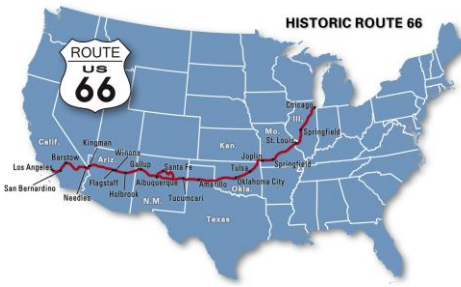 HISTORIC ROUTE 66
ROUTE
US
66
Chicago
Ill.
Springfield
Mo.
St. Louis
Calif.
Kan.
Kingman
Winona
Joplin
Springfield
Barstow
Ariz.
Gallup
Santa Fe
Tulsa
Los Angeles
Flagstaff
Albuquerque
Amarillo
Oklahoma City
Okla.
San Bernardino
Needles
Holbrook
N.M.
Tucumcari
Texas